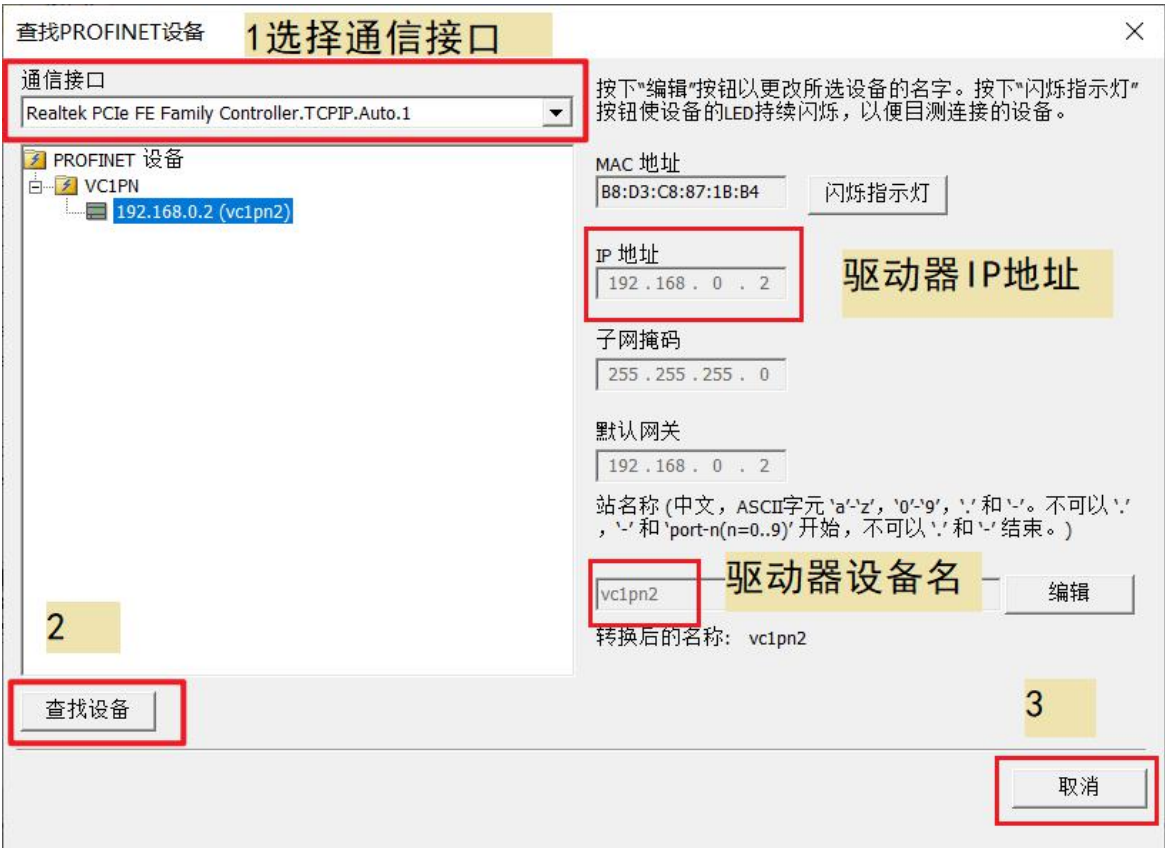 查找PROFINET设备
1选择通信接口
通信接口
Realtek PCIe FE Family Controller.TCPIP.Auto.1
PROFINET 设备
VC1PN
192.168.0.2 (vc1pn2)
2
查找设备
按下"编辑"按钮以更改所选设备的名字。按下"闪烁指示灯"
按钮使设备的LED持续闪烁，以便目测连接的设备。
MAC 地址
B8:D3:C8:87:1B:B4
闪烁指示灯
IP 地址
192 . 168 . 0 . 2
驱动器IP地址
子网掩码
255 . 255 . 255 . 0
默认网关
192 . 168 . 0 . 2
站名称 (中文，ASCII字元 'a'-'z'，'0'-'9'，'.' 和 '-'。不可以 '.'
，'-' 和 'port-n(n=0..9)' 开始，不可以 '.' 和 '-' 结束。)
vc1pn2
驱动器设备名
编辑
转换后的名称: vc1pn2
3
取消